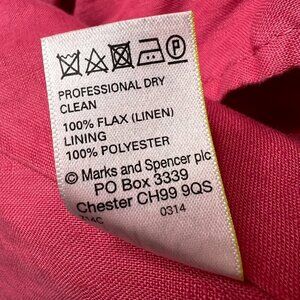 P
PROFESSIONAL DRY
CLEAN
100% FLAX (LINEN)
LINING
100% POLYESTER
© Marks and Spencer plc
PO Box 3339
Chester CH99 9QS
0314